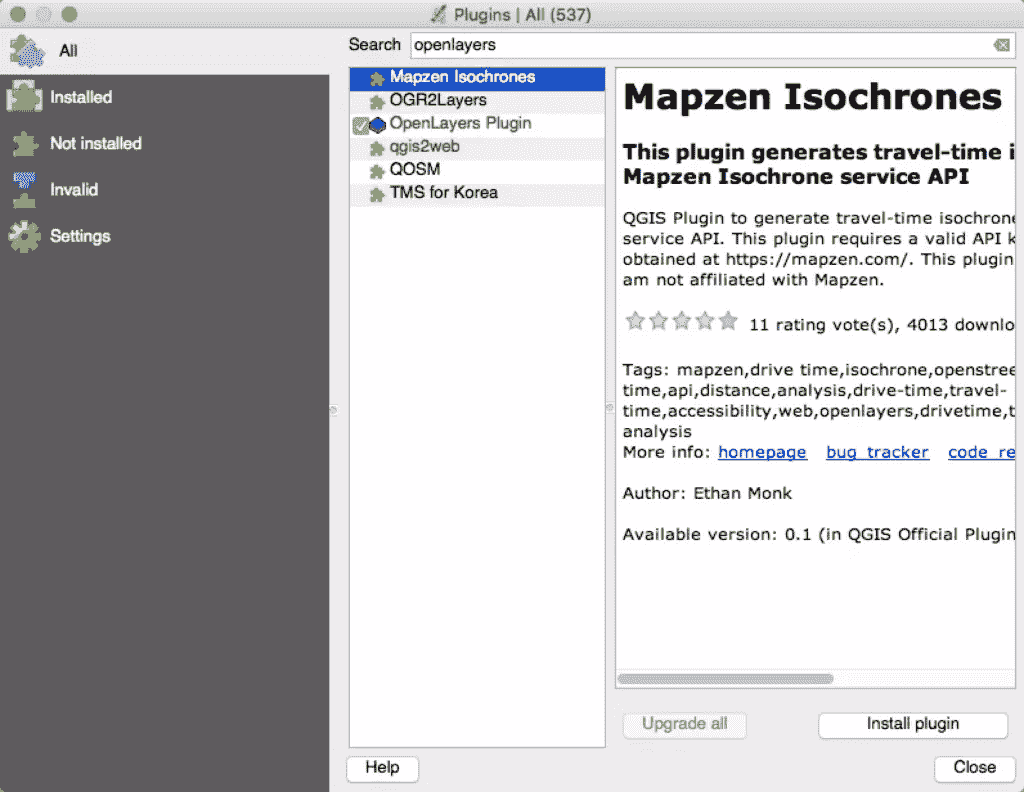 Plugins | All (537)
All
Installed
Not installed
Invalid
Settings
Search openlayers
Mapzen Isochrones
OGR2Layers
OpenLayers Plugin
qgis2web
QOSM
TMS for Korea
Mapzen Isochrones
This plugin generates travel-time i
Mapzen Isochrone service API
QGIS Plugin to generate travel-time isochrone
service API. This plugin requires a valid API k
obtained at https://mapzen.com/. This plugin
am not affiliated with Mapzen.
11 rating vote(s), 4013 downlo
Tags: mapzen,drive time,isochrone,openstree
time,api,distance,analysis,drive-time,travel-
time,accessibility,web,openlayers,drivetime,t
analysis
More info: homepage bug tracker code re
Author: Ethan Monk
Available version: 0.1 (in QGIS Official Plugin
Upgrade all Install plugin
Help Close